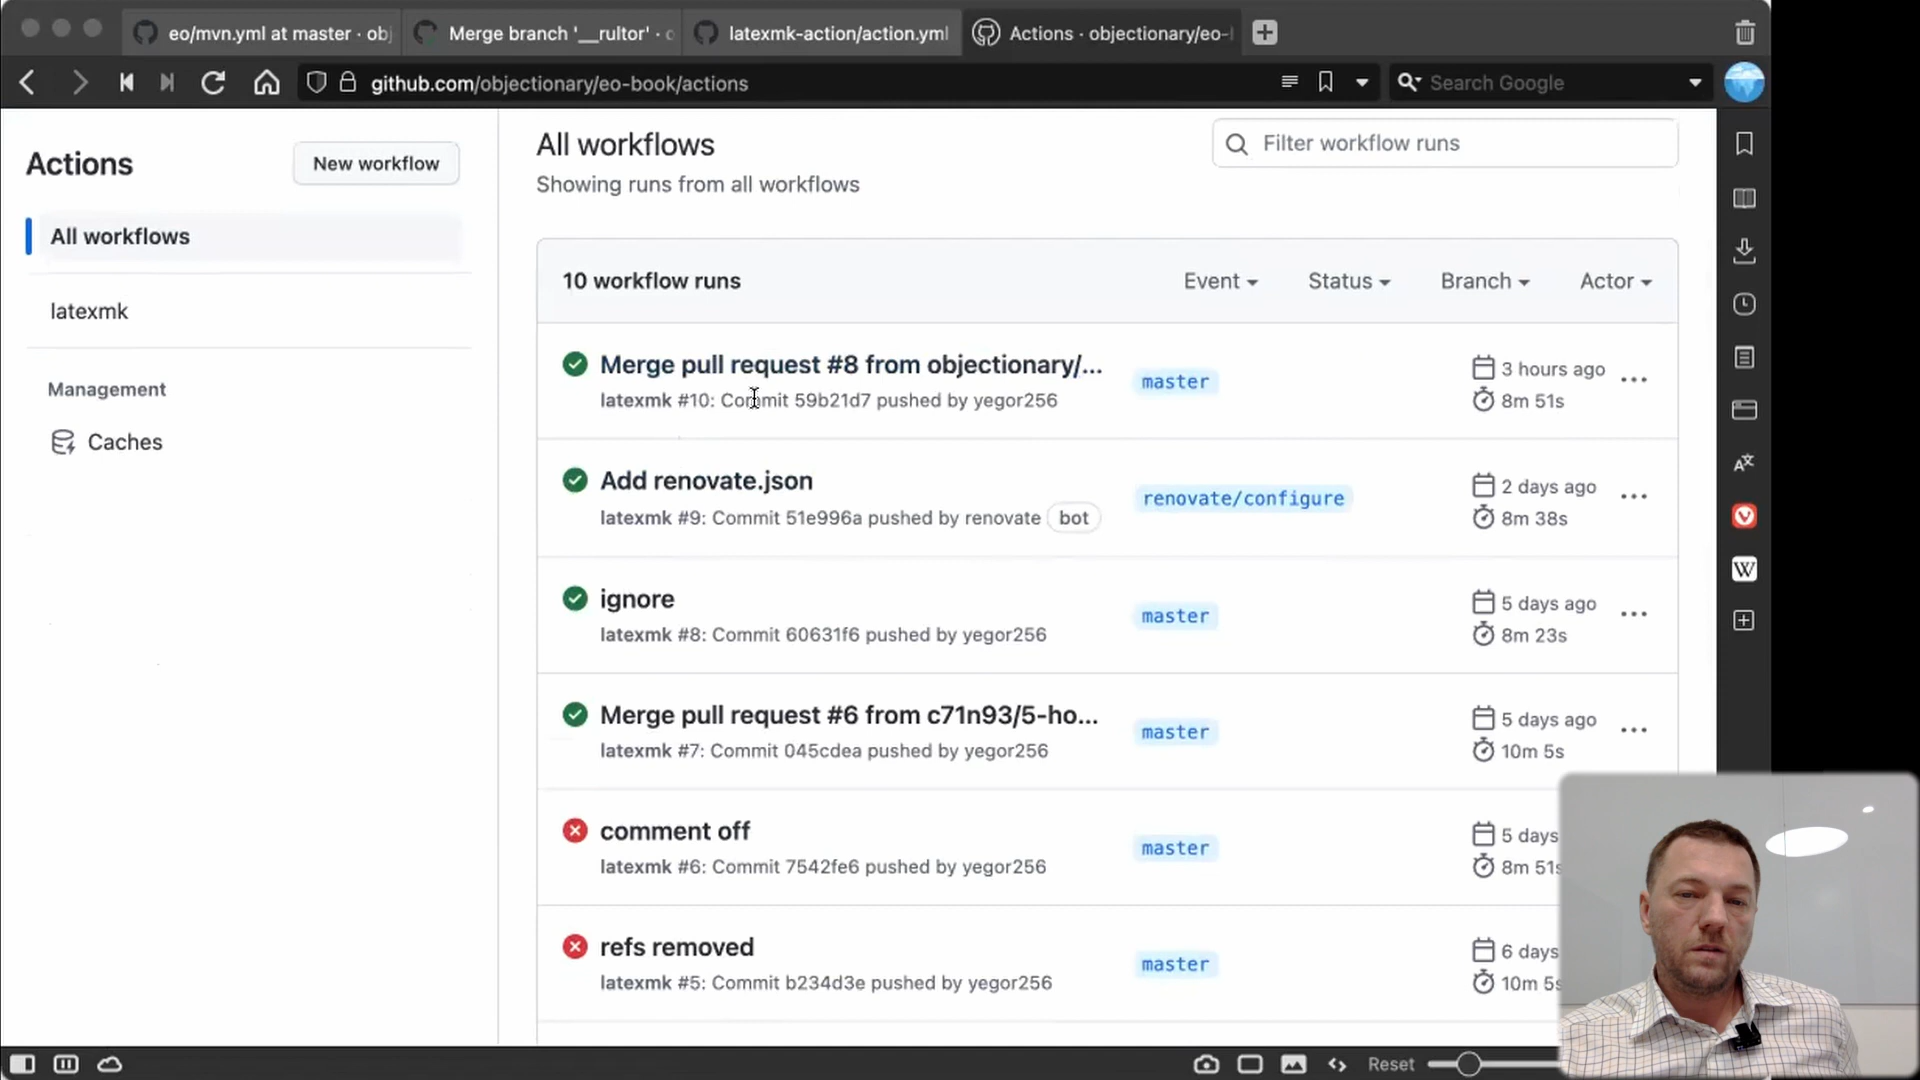 eo/mvn.yml at master · obj
Merge branch '__rultor' · o
latexmk-action/action.yml
Actions · objectionary/eo-
github.com/objectionary/eo-book/actions
Search Google
Actions
New workflow
All workflows
latexmk
Management
Caches
All workflows
Showing runs from all workflows
Filter workflow runs
10 workflow runs
Event
Status
Branch
Actor
Merge pull request #8 from objectionary/...
latexmk #10: Commit 59b21d7 pushed by yegor256
master
3 hours ago
8m 51s
Add renovate.json
latexmk #9: Commit 51e996a pushed by renovate bot
renovate/configure
2 days ago
8m 38s
ignore
latexmk #8: Commit 60631f6 pushed by yegor256
master
5 days ago
8m 23s
Merge pull request #6 from c71n93/5-ho...
latexmk #7: Commit 045cdea pushed by yegor256
master
5 days ago
10m 5s
comment off
latexmk #6: Commit 7542fe6 pushed by yegor256
master
5 days
8m 51s
refs removed
latexmk #5: Commit b234d3e pushed by yegor256
master
6 days
10m 5s
W
Reset